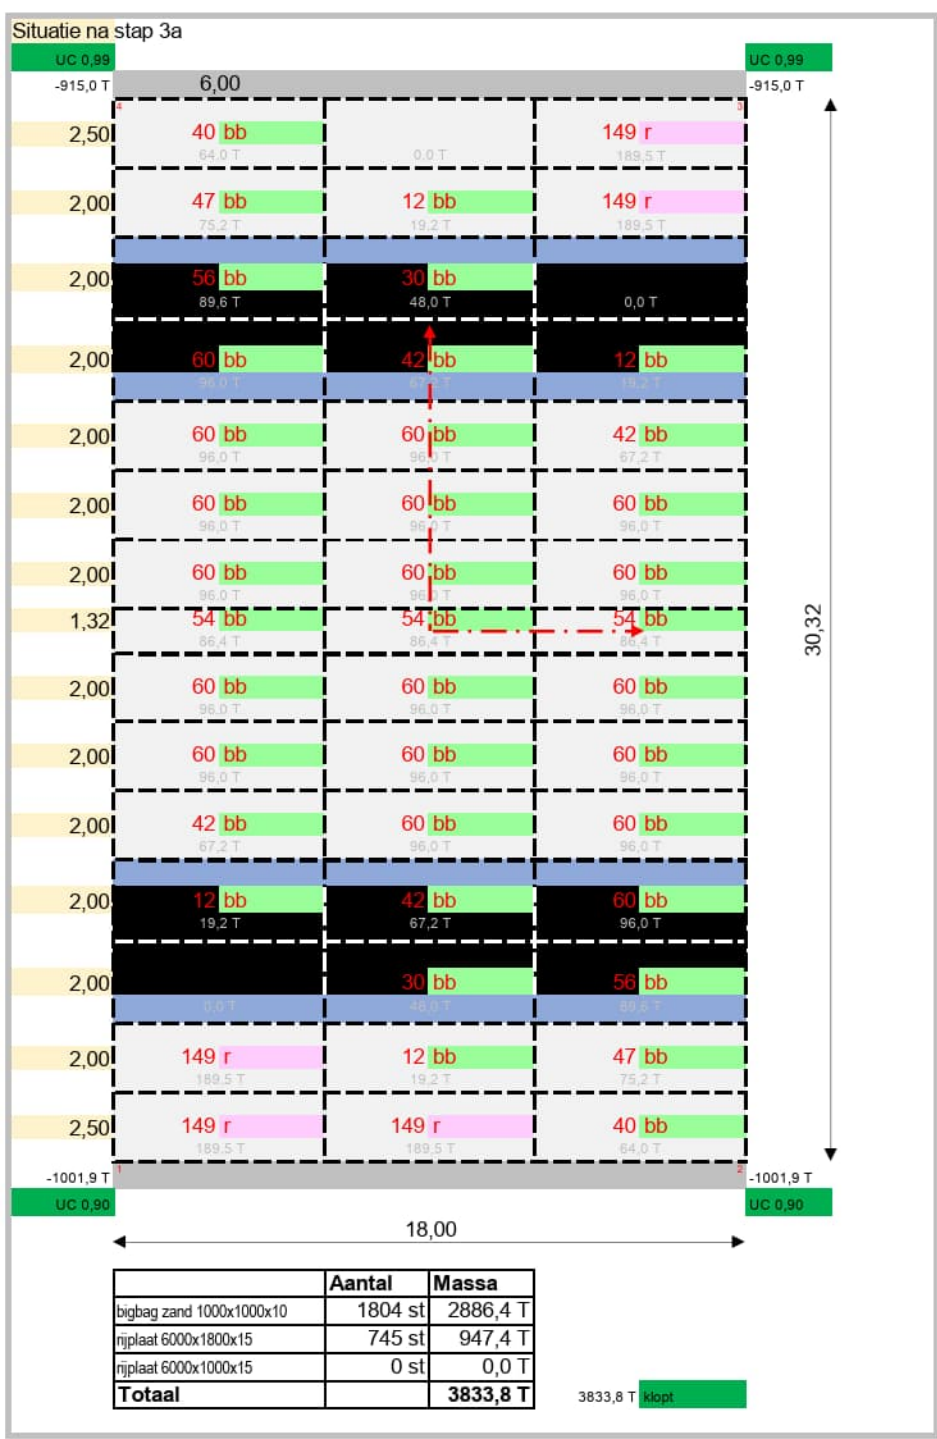 Situatie na stap 3a
UC 0,99 UC 0,99
-915,0 T 6,00 -915,0 T
4 3
2,50 40 bb 149 r
64,0 T 0,0 T 189,5 T
2,00 47 bb 12 bb 149 r
75,2 T 19,2 T 189,5 T
2,00 56 bb 30 bb
89,6 T 48,0 T 0,0 T
2,00 60 bb 42 bb 12 bb
96,0 T 67,2 T 19,2 T
2,00 60 bb 60 bb 42 bb
96,0 T 96,0 T 67,2 T
2,00 60 bb 60 bb 60 bb
96,0 T 96,0 T 96,0 T
2,00 60 bb 60 bb 60 bb
96,0 T 96,0 T 96,0 T
1,32 54 bb 54 bb 54 bb
86,4 T 86,4 T 86,4 T
30,32
2,00 60 bb 60 bb 60 bb
96,0 T 96,0 T 96,0 T
2,00 60 bb 60 bb 60 bb
96,0 T 96,0 T 96,0 T
2,00 42 bb 60 bb 60 bb
67,2 T 96,0 T 96,0 T
2,00 12 bb 42 bb 60 bb
19,2 T 67,2 T 96,0 T
2,00 30 bb 56 bb
0,0 T 48,0 T 89,6 T
2,00 149 r 12 bb 47 bb
189,5 T 19,2 T 75,2 T
2,50 149 r 149 r 40 bb
189,5 T 189,5 T 64,0 T
1 2
-1001,9 T -1001,9 T
UC 0,90 UC 0,90
18,00
Aantal Massa
bigbag zand 1000x1000x10 1804 st 2886,4 T
rijplaat 6000x1800x15 745 st 947,4 T
rijplaat 6000x1000x15 0 st 0,0 T
Totaal 3833,8 T 3833,8 T klopt